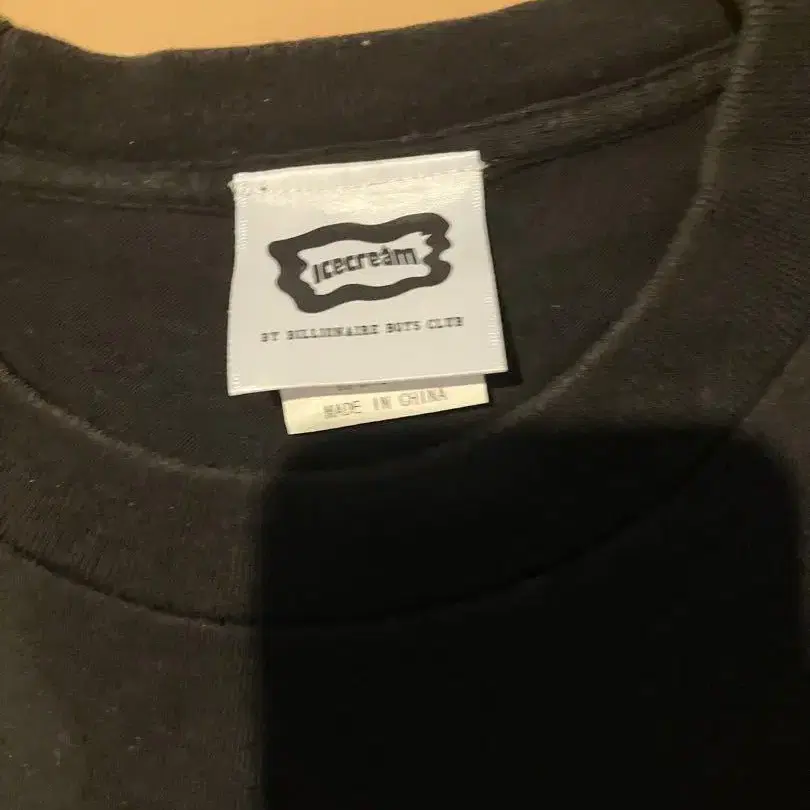 icecream
BY BILLIONAIRE BOYS CLUB
MADE IN CHINA